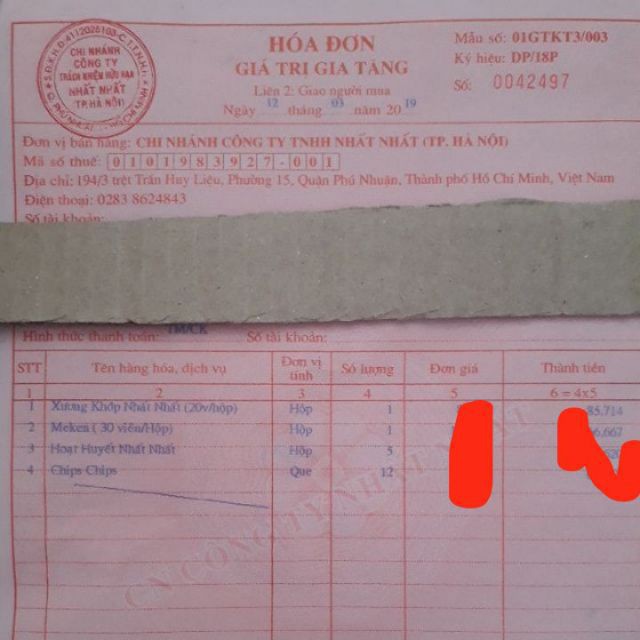 S.Đ.K.H.Đ:4112028103-C.T.T.N.H.H
CHI NHÁNH
CÔNG TY
TRÁCH NHIỆM HỮU HẠN
NHẤT NHẤT
TP.HÀ NỘI
HÓA ĐƠN
GIÁ TRỊ GIA TĂNG
Liên 2: Giao người mua
Ngày 12 tháng 03 năm 2019
Mẫu số: 01GTKT3/003
Ký hiệu: DP/18P
Số: 0042497
Đơn vị bán hàng: CHI NHÁNH CÔNG TY TNHH NHẤT NHẤT (TP. HÀ NỘI)
Mã số thuế: 0101983927-001
Địa chỉ: 194/3 trệt Trần Huy Liệu, Phường 15, Quận Phú Nhuận, Thành phố Hồ Chí Minh, Việt Nam
Điện thoại: 0283 8624843
Số tài khoản:
Hình thức thanh toán: TM/CK Số tài khoản:
STT Tên hàng hóa, dịch vụ Đơn vị tính Số lượng Đơn giá Thành tiền
1 2 3 4 5 6 = 4x5
1 Xương Khớp Nhất Nhất (20v/hộp) Hộp 1 85,714
2 Meken ( 30 viên/Hộp) Hộp 1
3 Hoạt Huyết Nhất Nhất Hộp 5
4 Chips Chips Que 12
CN CÔNG TY NHẤT NHẤT